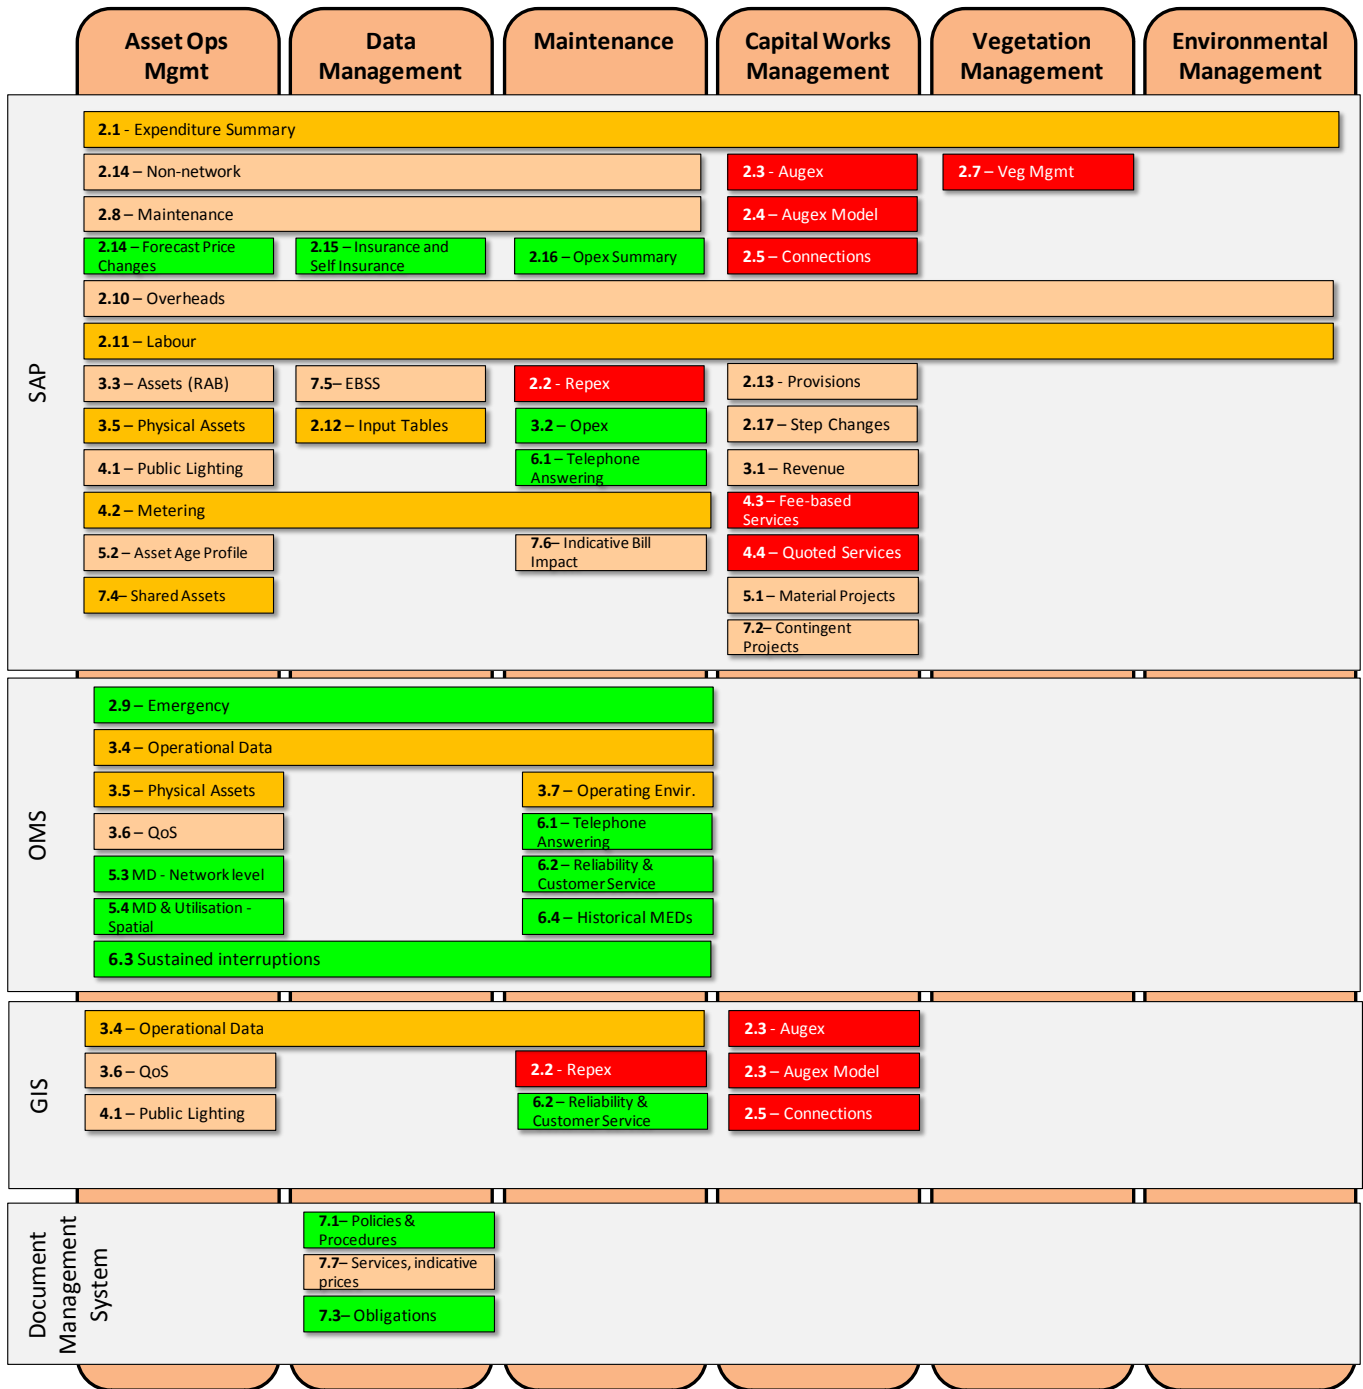 Asset Ops
Mgmt
Data
Management
Maintenance
Capital Works
Management
Vegetation
Management
Environmental
Management
SAP
2.1 - Expenditure Summary
2.14 – Non-network
2.3 - Augex
2.7 – Veg Mgmt
2.8 – Maintenance
2.4 – Augex Model
2.14 – Forecast Price
Changes
2.15 – Insurance and
Self Insurance
2.16 – Opex Summary
2.5 – Connections
2.10 – Overheads
2.11 – Labour
3.3 – Assets (RAB)
7.5– EBSS
2.2 - Repex
2.13 - Provisions
3.5 – Physical Assets
2.12 – Input Tables
3.2 – Opex
2.17 – Step Changes
4.1 – Public Lighting
6.1 – Telephone
Answering
3.1 – Revenue
4.2 – Metering
4.3 – Fee-based
Services
5.2 – Asset Age Profile
7.6– Indicative Bill
Impact
4.4 – Quoted Services
7.4– Shared Assets
5.1 – Material Projects
7.2– Contingent
Projects
OMS
2.9 – Emergency
3.4 – Operational Data
3.5 – Physical Assets
3.7 – Operating Envir.
3.6 – QoS
6.1 – Telephone
Answering
5.3 MD - Network level
6.2 – Reliability &
Customer Service
5.4 MD & Utilisation -
Spatial
6.4 – Historical MEDs
6.3 Sustained interruptions
GIS
3.4 – Operational Data
2.3 - Augex
3.6 – QoS
2.2 - Repex
2.3 – Augex Model
4.1 – Public Lighting
6.2 – Reliability &
Customer Service
2.5 – Connections
Document
Management
System
7.1– Policies &
Procedures
7.7– Services, indicative
prices
7.3– Obligations